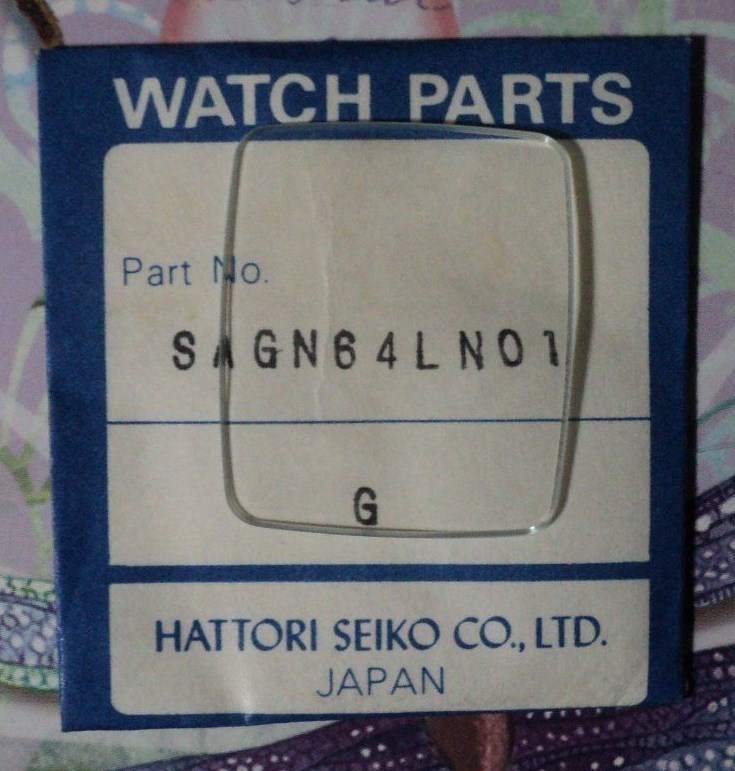 WATCH PARTS
Part No.
SAGN64LN01
G
HATTORI SEIKO CO., LTD.
JAPAN